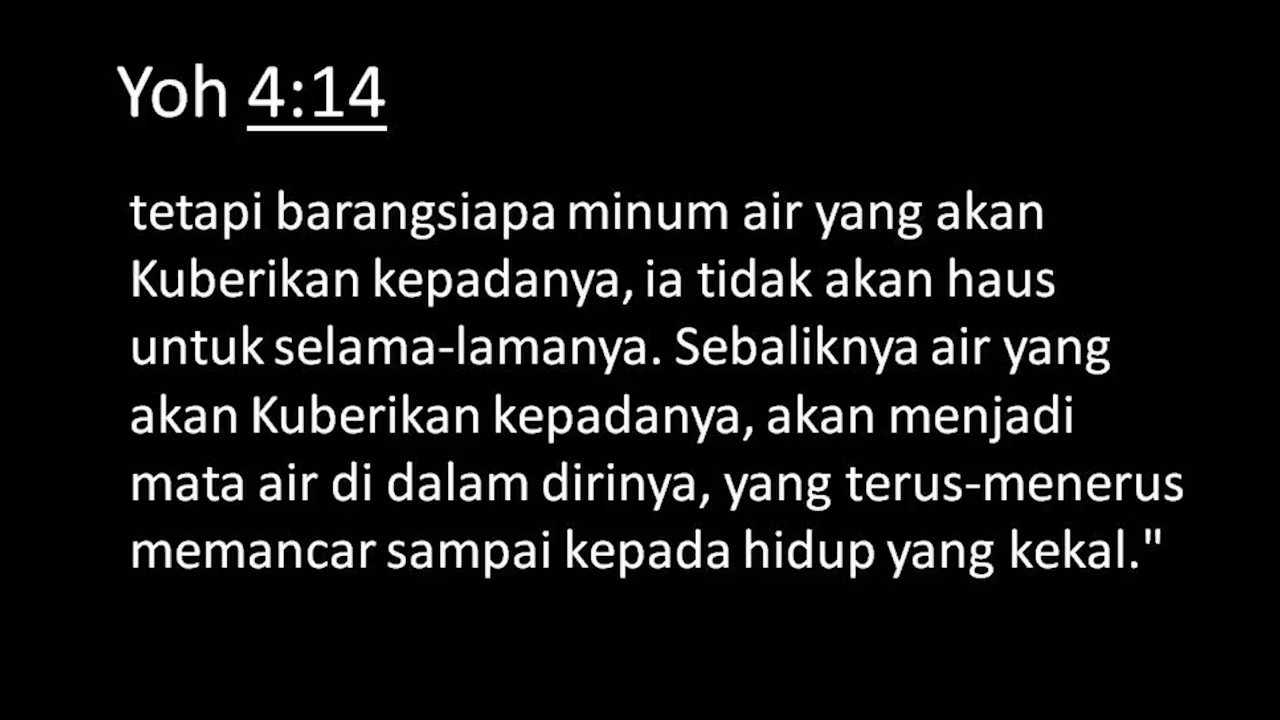 Yoh 4:14
tetapi barangsiapa minum air yang akan
Kuberikan kepadanya, ia tidak akan haus
untuk selama-lamanya. Sebaliknya air yang
akan Kuberikan kepadanya, akan menjadi
mata air di dalam dirinya, yang terus-menerus
memancar sampai kepada hidup yang kekal."